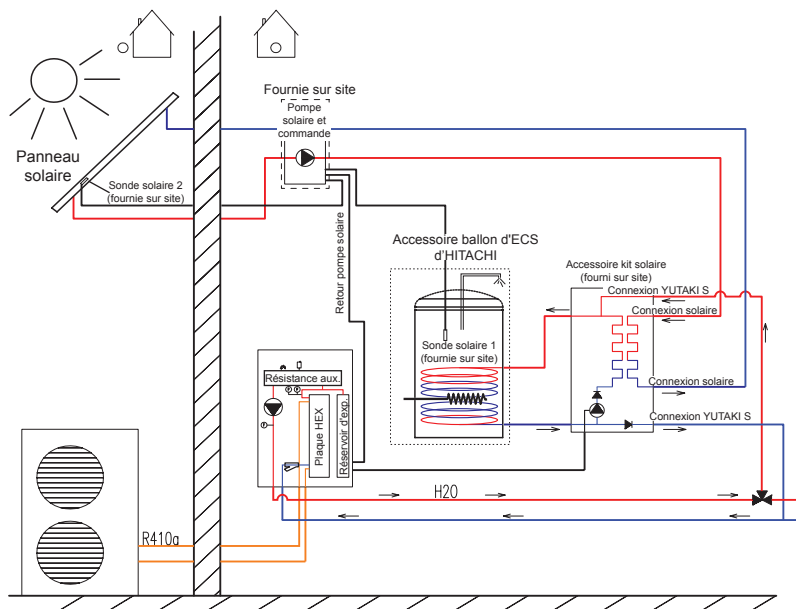 Fournie sur site
Pompe
solaire et
commande
Panneau
solaire
Sonde solaire 2
(fournie sur site)
Retour pompe solaire
Accessoire ballon d'ECS
d'HITACHI
Sonde solaire 1
(fournie sur site)
Accessoire kit solaire
(fourni sur site)
Connexion YUTAKI S
Connexion solaire
Connexion solaire
Connexion YUTAKI S
Résistance aux.
Plaque HEX
Réservoir d'exp.
P
P
P
H20
R410a